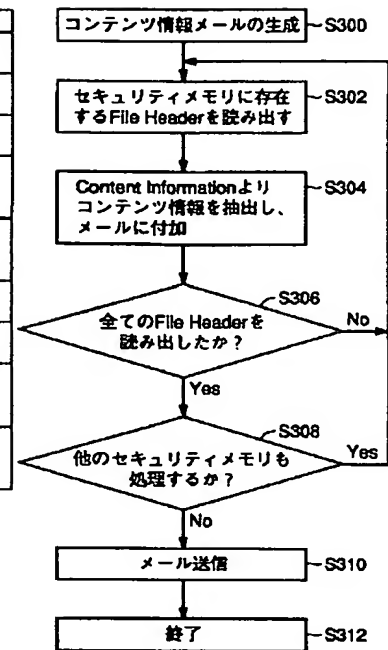 コンテンツ情報メールの生成
S300
セキュリティメモリに存在
するFile Headerを読み出す
S302
Content Informationより
コンテンツ情報を抽出し、
メールに付加
S304
S306
全てのFile Headerを
読み出したか?
No
Yes
S308
他のセキュリティメモリも
処理するか?
Yes
No
メール送信
S310
終了
S312